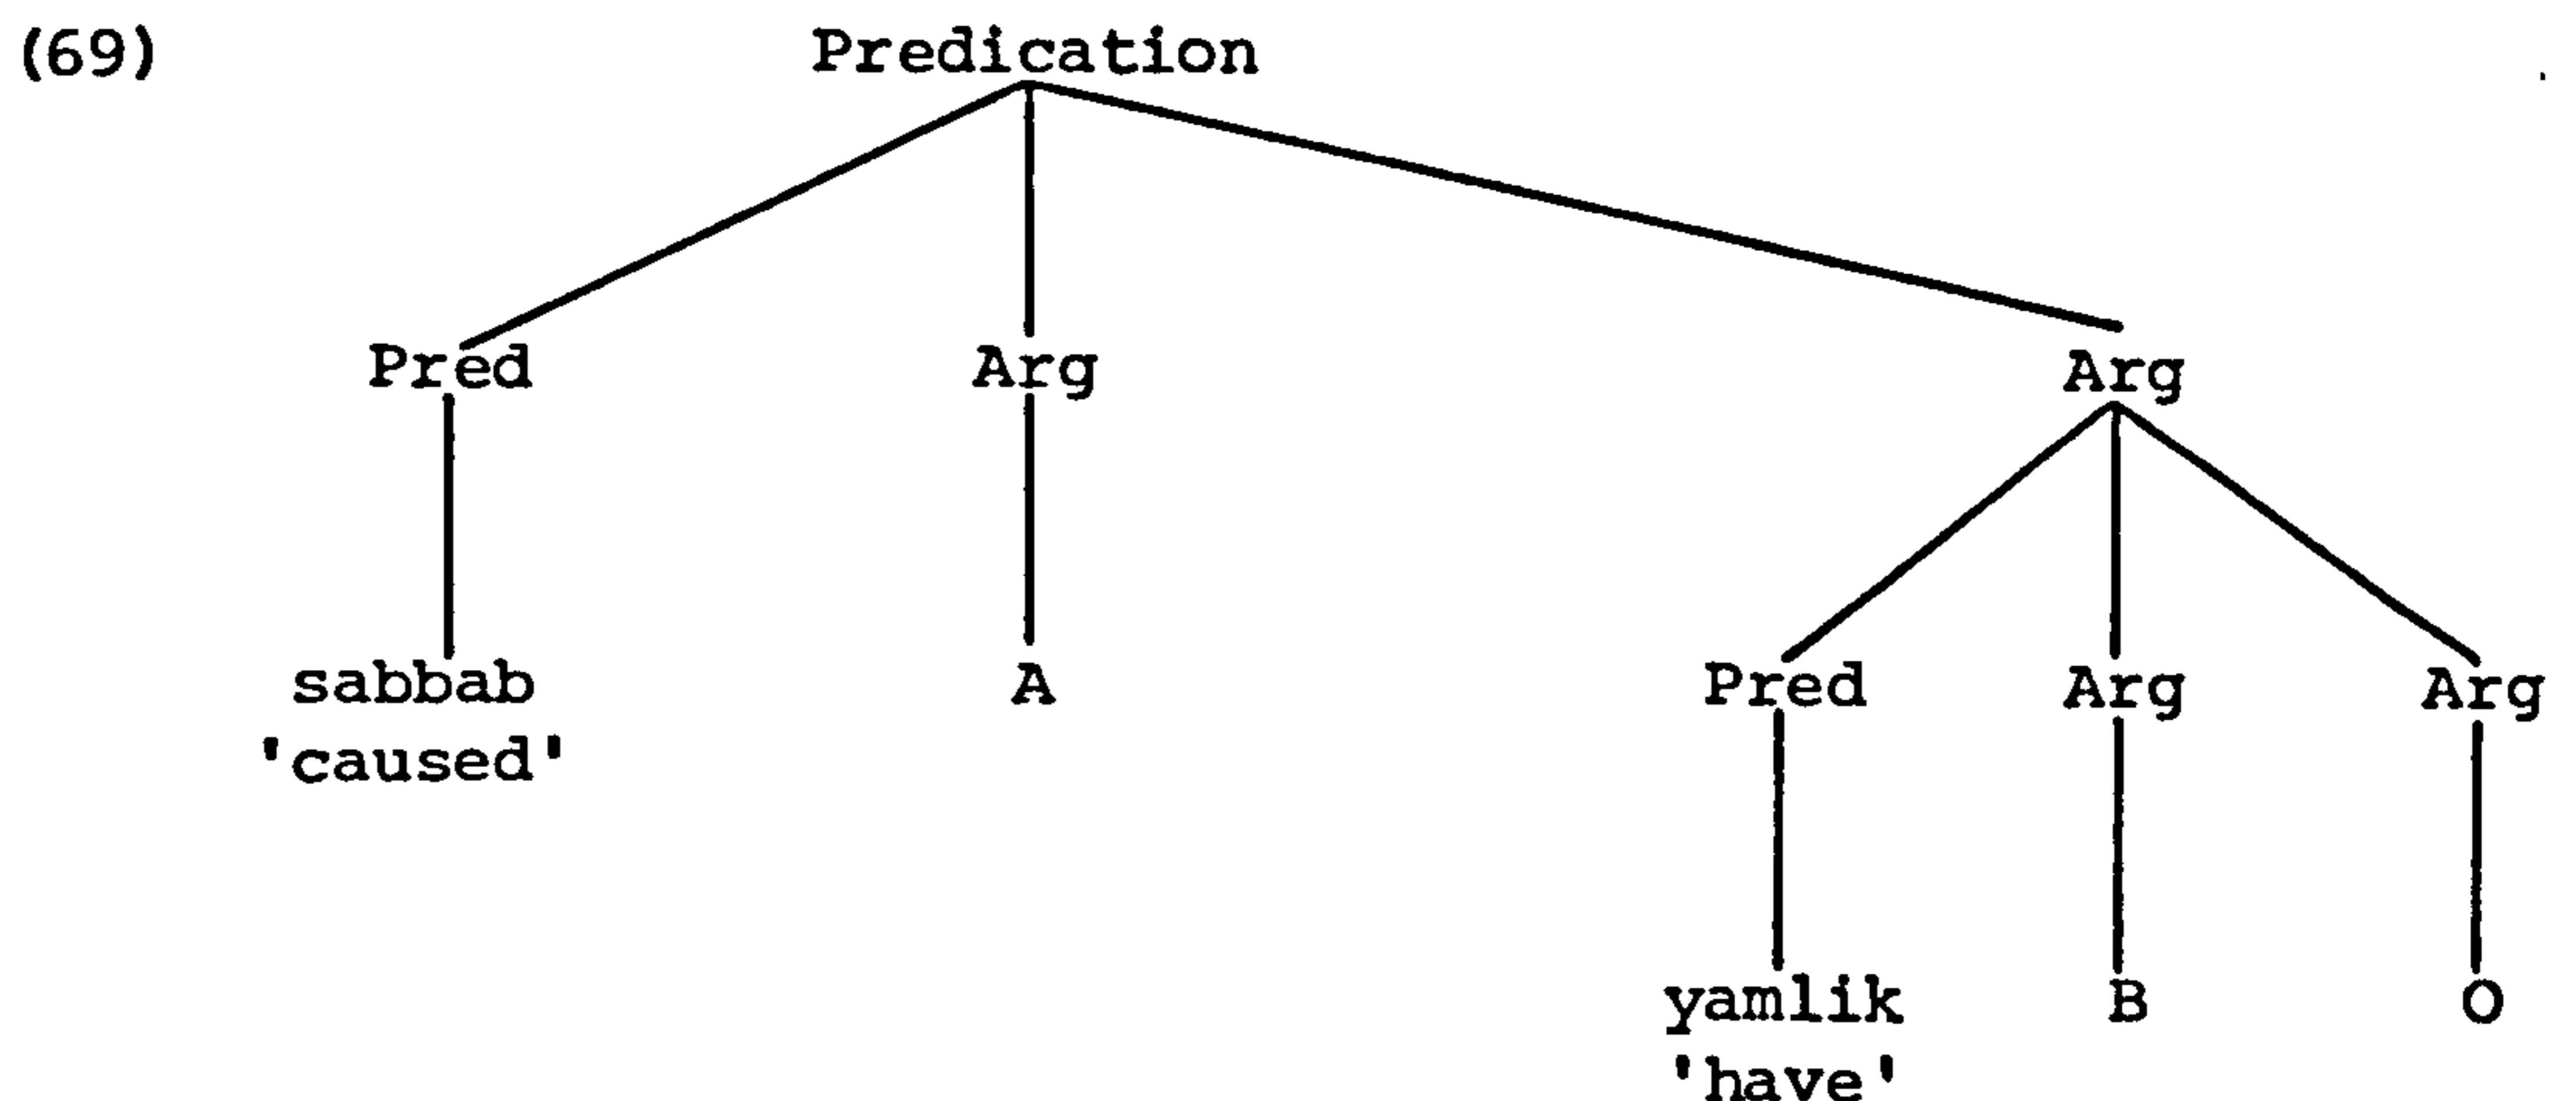 (69) Predication
Pred Arg Arg
sabbab A Pred Arg Arg
'caused'
yamlik B O
'have'